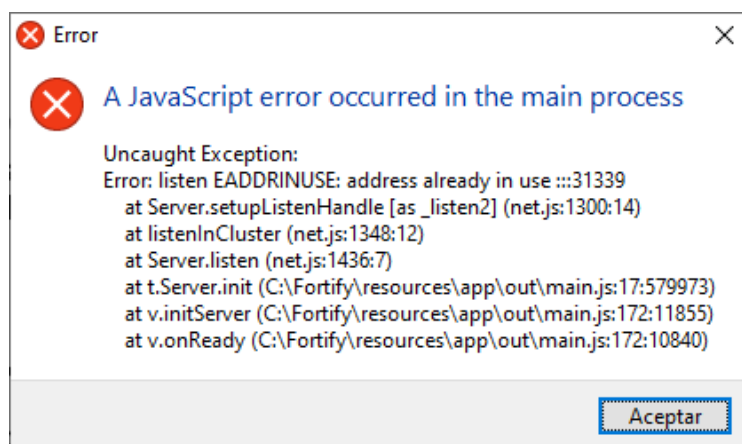 Error
A JavaScript error occurred in the main process
Uncaught Exception:
Error: listen EADDRINUSE: address already in use :::31339
at Server.setupListenHandle [as _listen2] (net.js:1300:14)
at listenInCluster (net.js:1348:12)
at Server.listen (net.js:1436:7)
at t.Server.init (C:\Fortify\resources\app\out\main.js:17:579973)
at v.initServer (C:\Fortify\resources\app\out\main.js:172:11855)
at v.onReady (C:\Fortify\resources\app\out\main.js:172:10840)
Aceptar